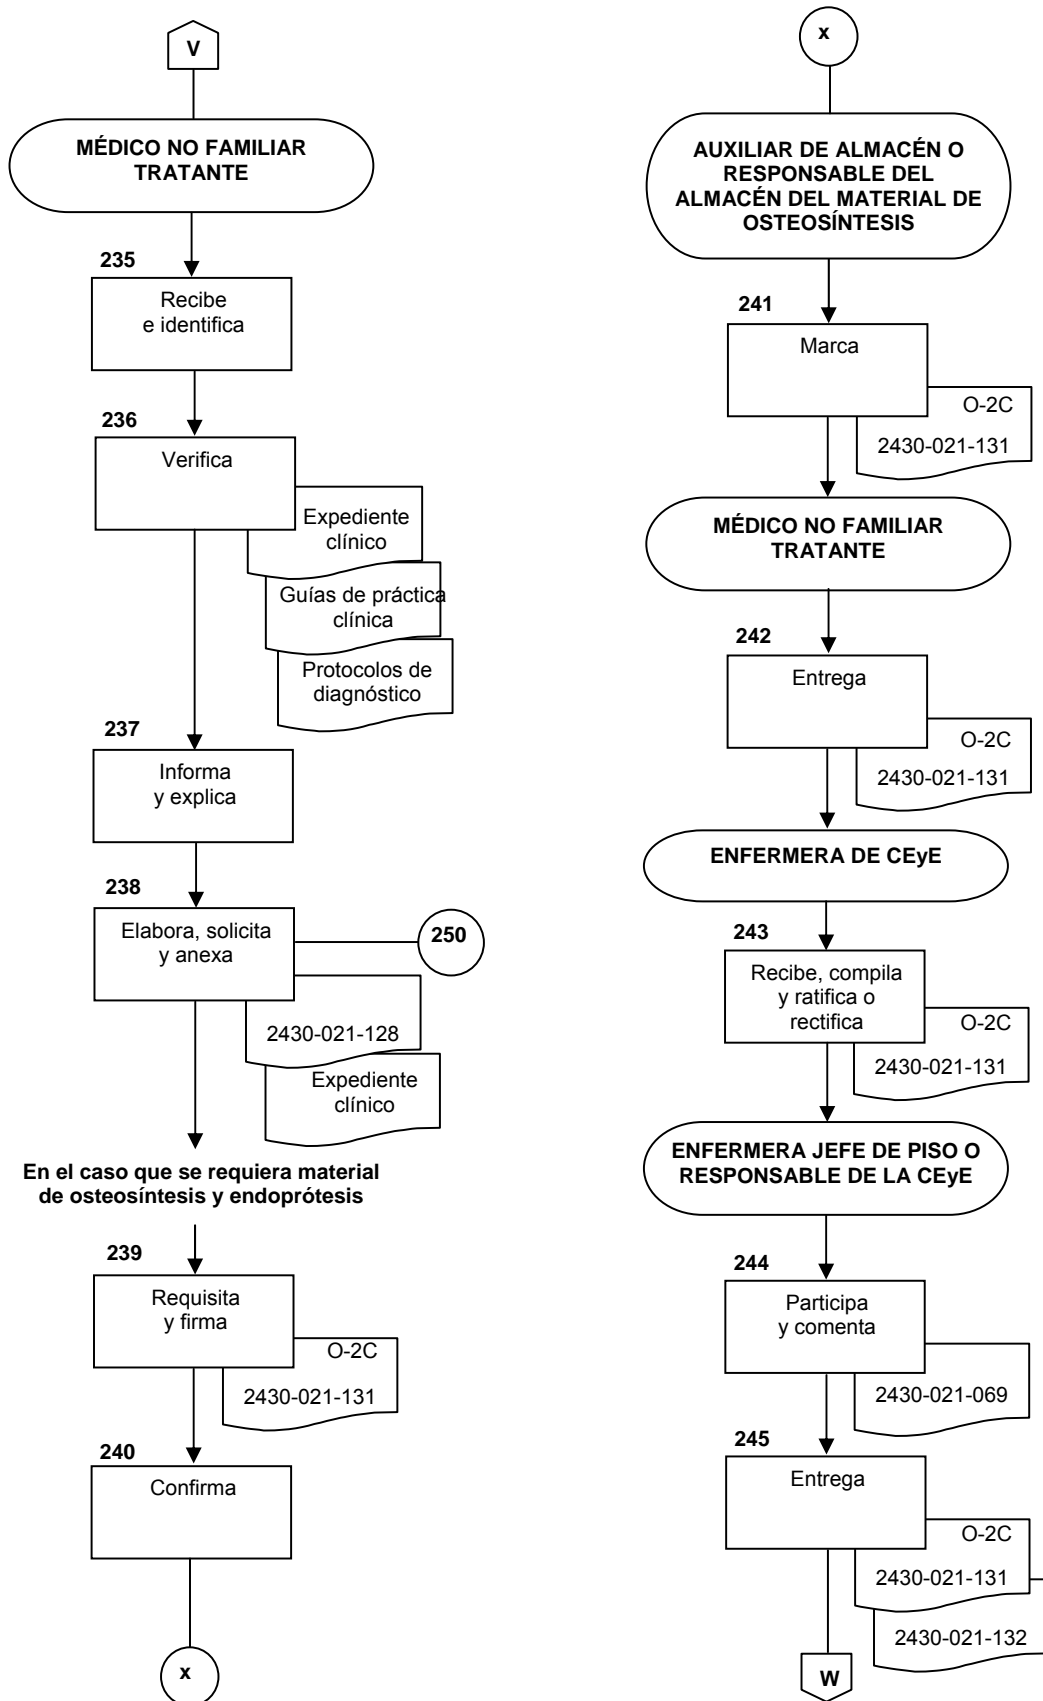 V
MÉDICO NO FAMILIAR
TRATANTE
235
Recibe
e identifica
236
Verifica
Expediente
clínico
Guías de práctica
clínica
Protocolos de
diagnóstico
237
Informa
y explica
238
Elabora, solicita
y anexa
250
2430-021-128
Expediente
clínico
En el caso que se requiera material
de osteosíntesis y endoprótesis
239
Requisita
y firma
O-2C
2430-021-131
240
Confirma
x
x
AUXILIAR DE ALMACÉN O
RESPONSABLE DEL
ALMACÉN DEL MATERIAL DE
OSTEOSÍNTESIS
241
Marca
O-2C
2430-021-131
MÉDICO NO FAMILIAR
TRATANTE
242
Entrega
O-2C
2430-021-131
ENFERMERA DE CEyE
243
Recibe, compila
y ratifica o
rectifica
O-2C
2430-021-131
ENFERMERA JEFE DE PISO O
RESPONSABLE DE LA CEyE
244
Participa
y comenta
2430-021-069
245
Entrega
O-2C
2430-021-131
2430-021-132
W